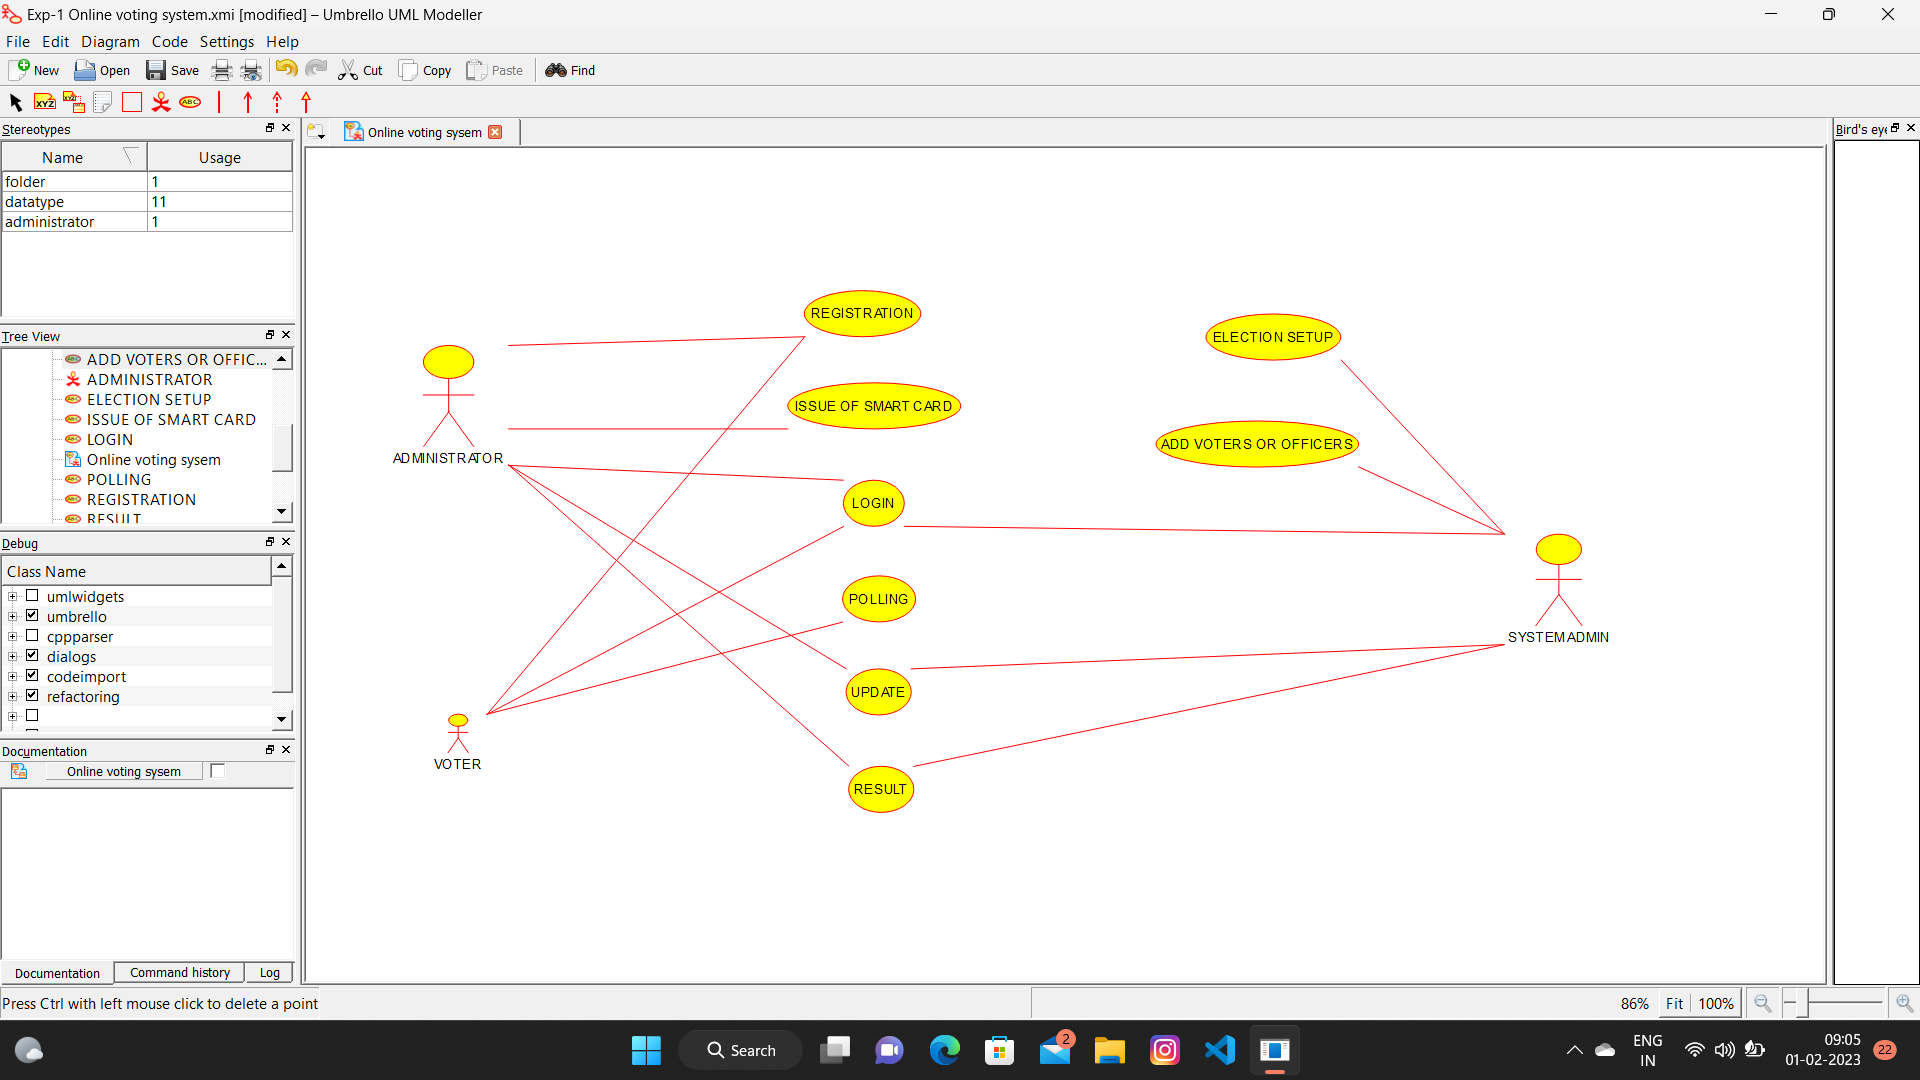 Exp-1 Online voting system.xmi [modified] – Umbrello UML Modeller
File Edit Diagram Code Settings Help
New Open Save Cut Copy Paste Find
XYZ XYZ ABC
Stereotypes
Name Usage
folder 1
datatype 11
administrator 1
Tree View
ADD VOTERS OR OFFIC...
ADMINISTRATOR
ELECTION SETUP
ISSUE OF SMART CARD
LOGIN
Online voting sysem
POLLING
REGISTRATION
RESULT
Debug
Class Name
umlwidgets
umbrello
cppparser
dialogs
codeimport
refactoring
Documentation
Online voting sysem
Documentation Command history Log
Press Ctrl with left mouse click to delete a point
Online voting sysem
REGISTRATION
ELECTION SETUP
ISSUE OF SMART CARD
ADD VOTERS OR OFFICERS
ADMINISTRATOR
LOGIN
POLLING
SYSTEM ADMIN
UPDATE
VOTER
RESULT
Bird's eye
86% Fit 100%
Search
2
ENG
IN
09:05
01-02-2023
22